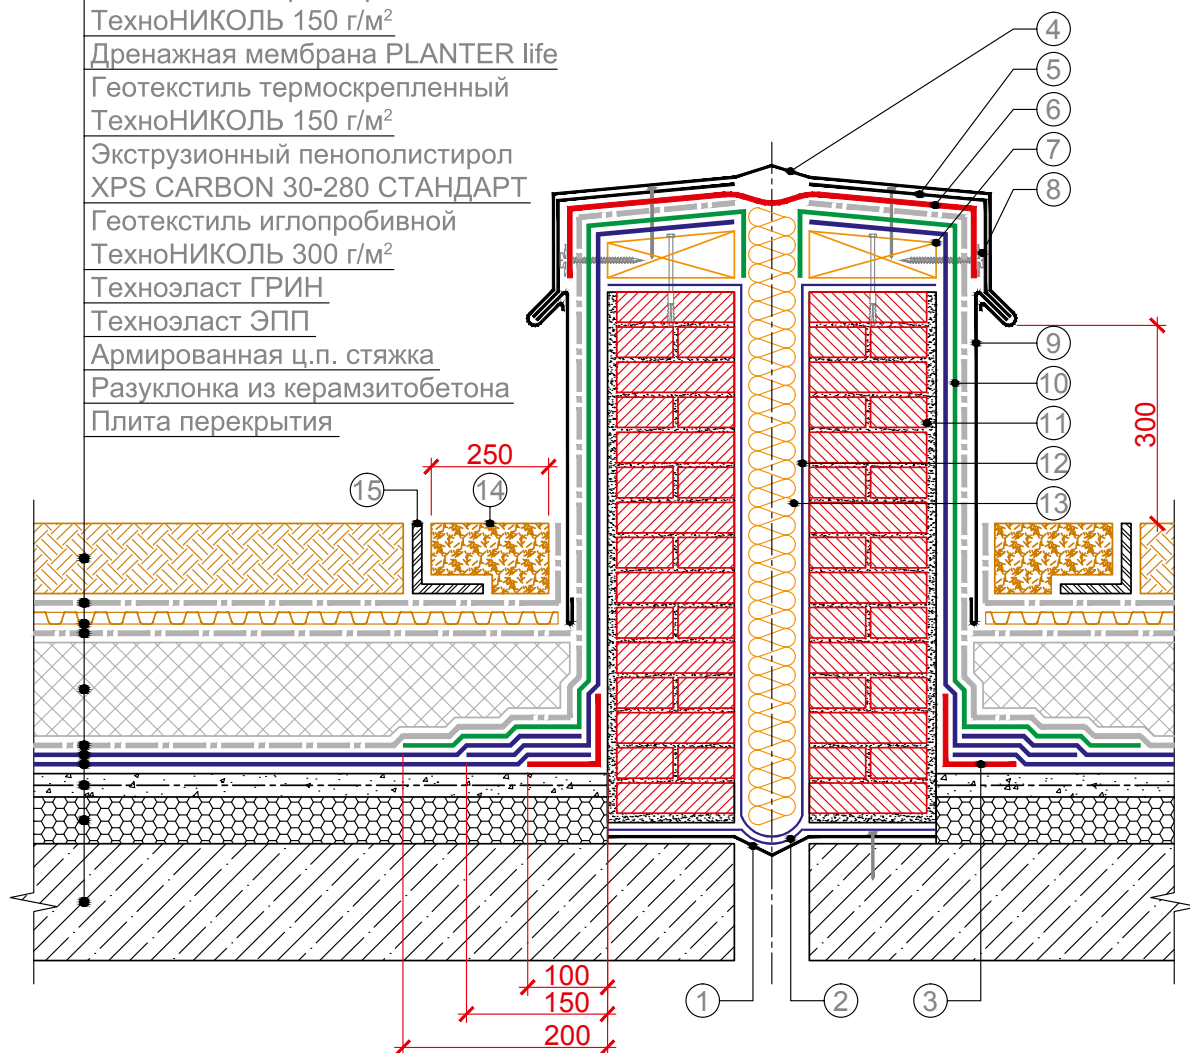 ТехноНИКОЛЬ 150 г/м²
Дренажная мембрана PLANTER life
Геотекстиль термоскрепленный
ТехноНИКОЛЬ 150 г/м²
Экструзионный пенополистирол
XPS CARBON 30-280 СТАНДАРТ
Геотекстиль иглопробивной
ТехноНИКОЛЬ 300 г/м²
Техноэласт ГРИН
Техноэласт ЭПП
Армированная ц.п. стяжка
Разуклонка из керамзитобетона
Плита перекрытия
4
5
6
7
8
9
10
11
12
13
300
250
15
14
100
150
200
1
2
3